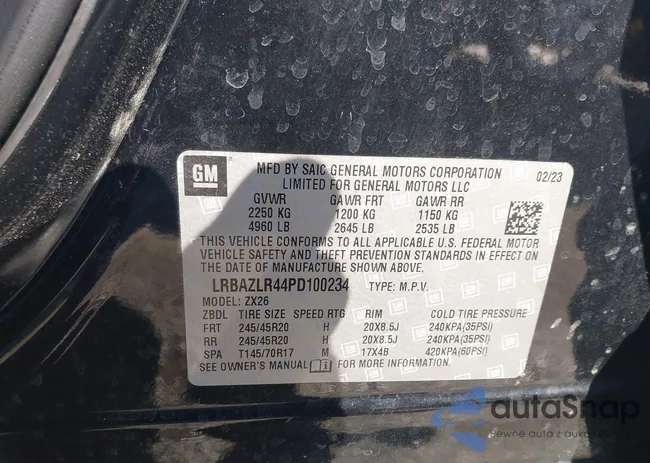 GM
MFD BY SAIC GENERAL MOTORS CORPORATION 02/23
LIMITED FOR GENERAL MOTORS LLC
GVWR GAWR FRT GAWR RR
2250 KG 1200 KG 1150 KG
4960 LB 2645 LB 2535 LB
THIS VEHICLE CONFORMS TO ALL APPLICABLE U.S. FEDERAL MOTOR
VEHICLE SAFETY AND THEFT PREVENTION STANDARDS IN EFFECT ON
THE DATE OF MANUFACTURE SHOWN ABOVE.
LRBAZLR44PD100234 TYPE: M.P.V.
MODEL: ZX26
ZBDL TIRE SIZE SPEED RTG RIM COLD TIRE PRESSURE
FRT 245/45R20 H 20X8.5J 240KPA(35PSI)
RR 245/45R20 H 20X8.5J 240KPA(35PSI)
SPA T145/70R17 M 17X4B 420KPA(60PSI)
SEE OWNER'S MANUAL FOR MORE INFORMATION.
autaSnap
Pewne auta z aukcji